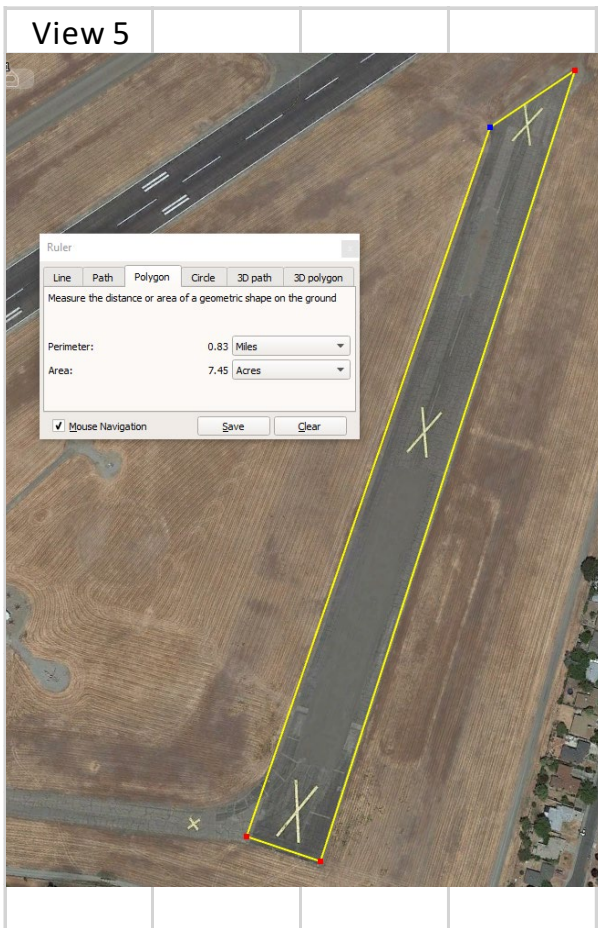 View 5
Ruler
Line Path Polygon Circle 3D path 3D polygon
Measure the distance or area of a geometric shape on the ground
Perimeter: 0.83 Miles
Area: 7.45 Acres
Mouse Navigation Save Clear